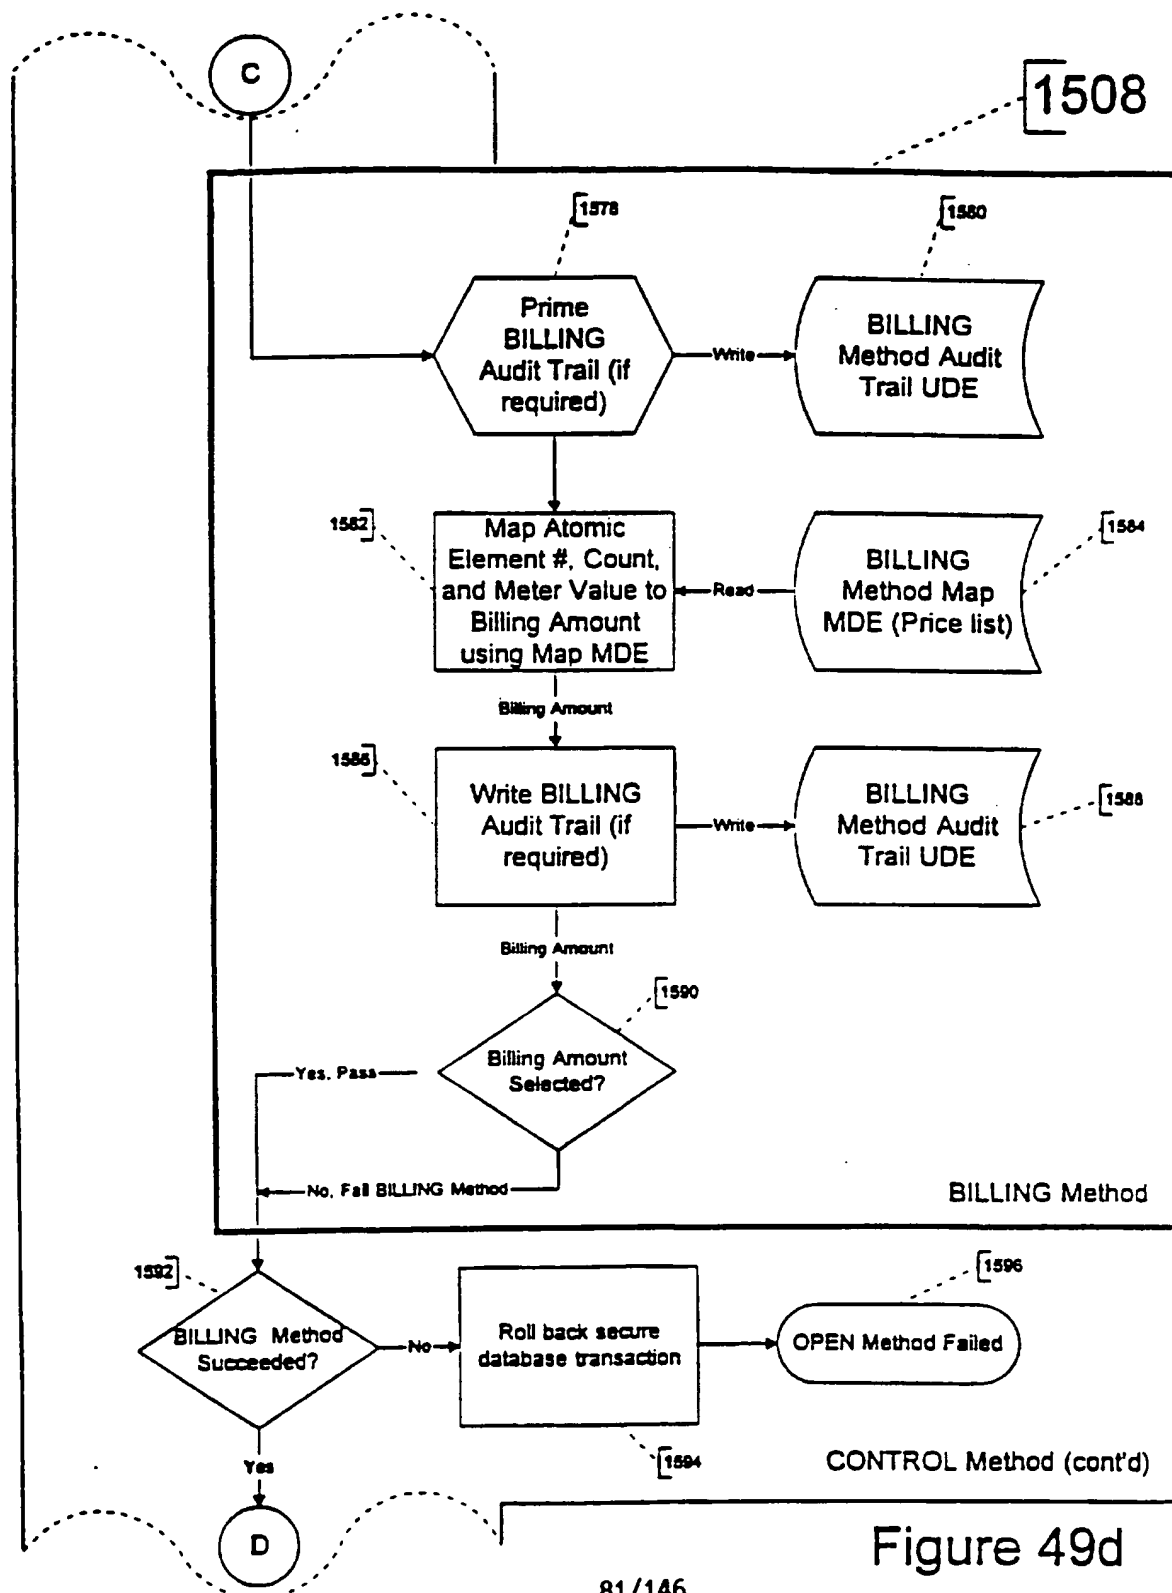 C
1508
1578
1580
Prime
BILLING
Audit Trail (if
required)
Write
BILLING
Method Audit
Trail UDE
1582
Map Atomic
Element #, Count,
and Meter Value to
Billing Amount
using Map MDE
Read
BILLING
Method Map
MDE (Price list)
1584
Billing Amount
1586
Write BILLING
Audit Trail (if
required)
Write
BILLING
Method Audit
Trail UDE
1588
Billing Amount
1590
Billing Amount
Selected?
Yes, Pass
No, Fail BILLING Method
BILLING Method
1592
BILLING Method
Succeeded?
No
Roll back secure
database transaction
1596
OPEN Method Failed
1594
Yes
CONTROL Method (cont'd)
D
Figure 49d
81/146